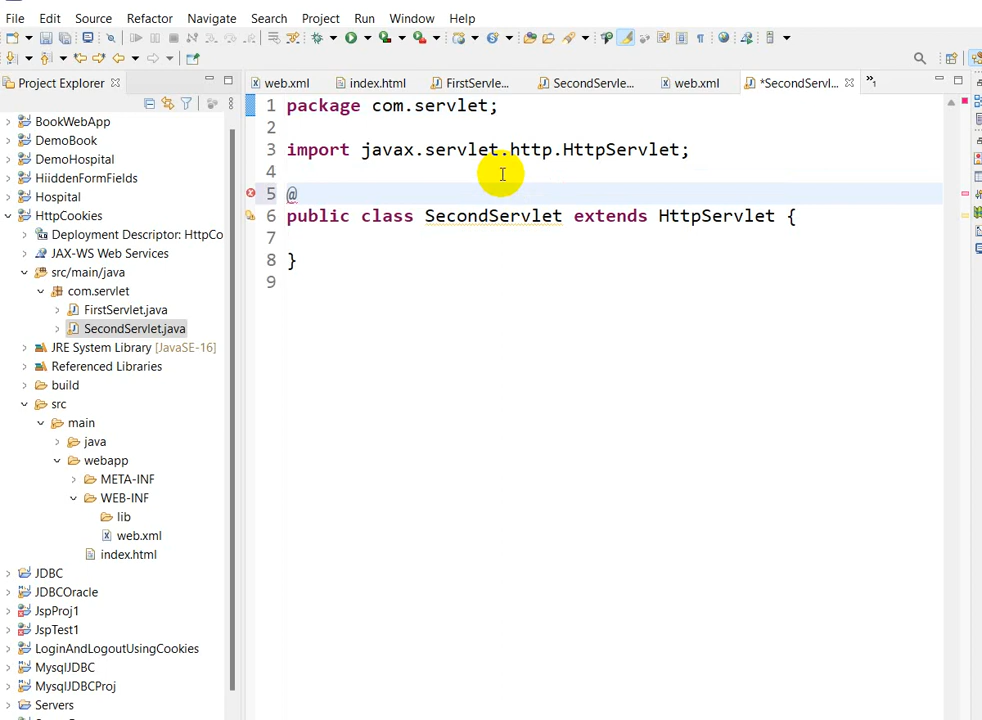 File Edit Source Refactor Navigate Search Project Run Window Help
Project Explorer
web.xml index.html FirstServle... SecondServle... web.xml *SecondServl... »1
BookWebApp
DemoBook
DemoHospital
HiiddenFormFields
Hospital
HttpCookies
Deployment Descriptor: HttpCo
JAX-WS Web Services
src/main/java
com.servlet
FirstServlet.java
SecondServlet.java
JRE System Library [JavaSE-16]
Referenced Libraries
build
src
main
java
webapp
META-INF
WEB-INF
lib
web.xml
index.html
JDBC
JDBCOracle
JspProj1
JspTest1
LoginAndLogoutUsingCookies
MysqlJDBC
MysqlJDBCProj
Servers
1 package com.servlet;
2
3 import javax.servlet.http.HttpServlet;
4
5 @
6 public class SecondServlet extends HttpServlet {
7
8 }
9